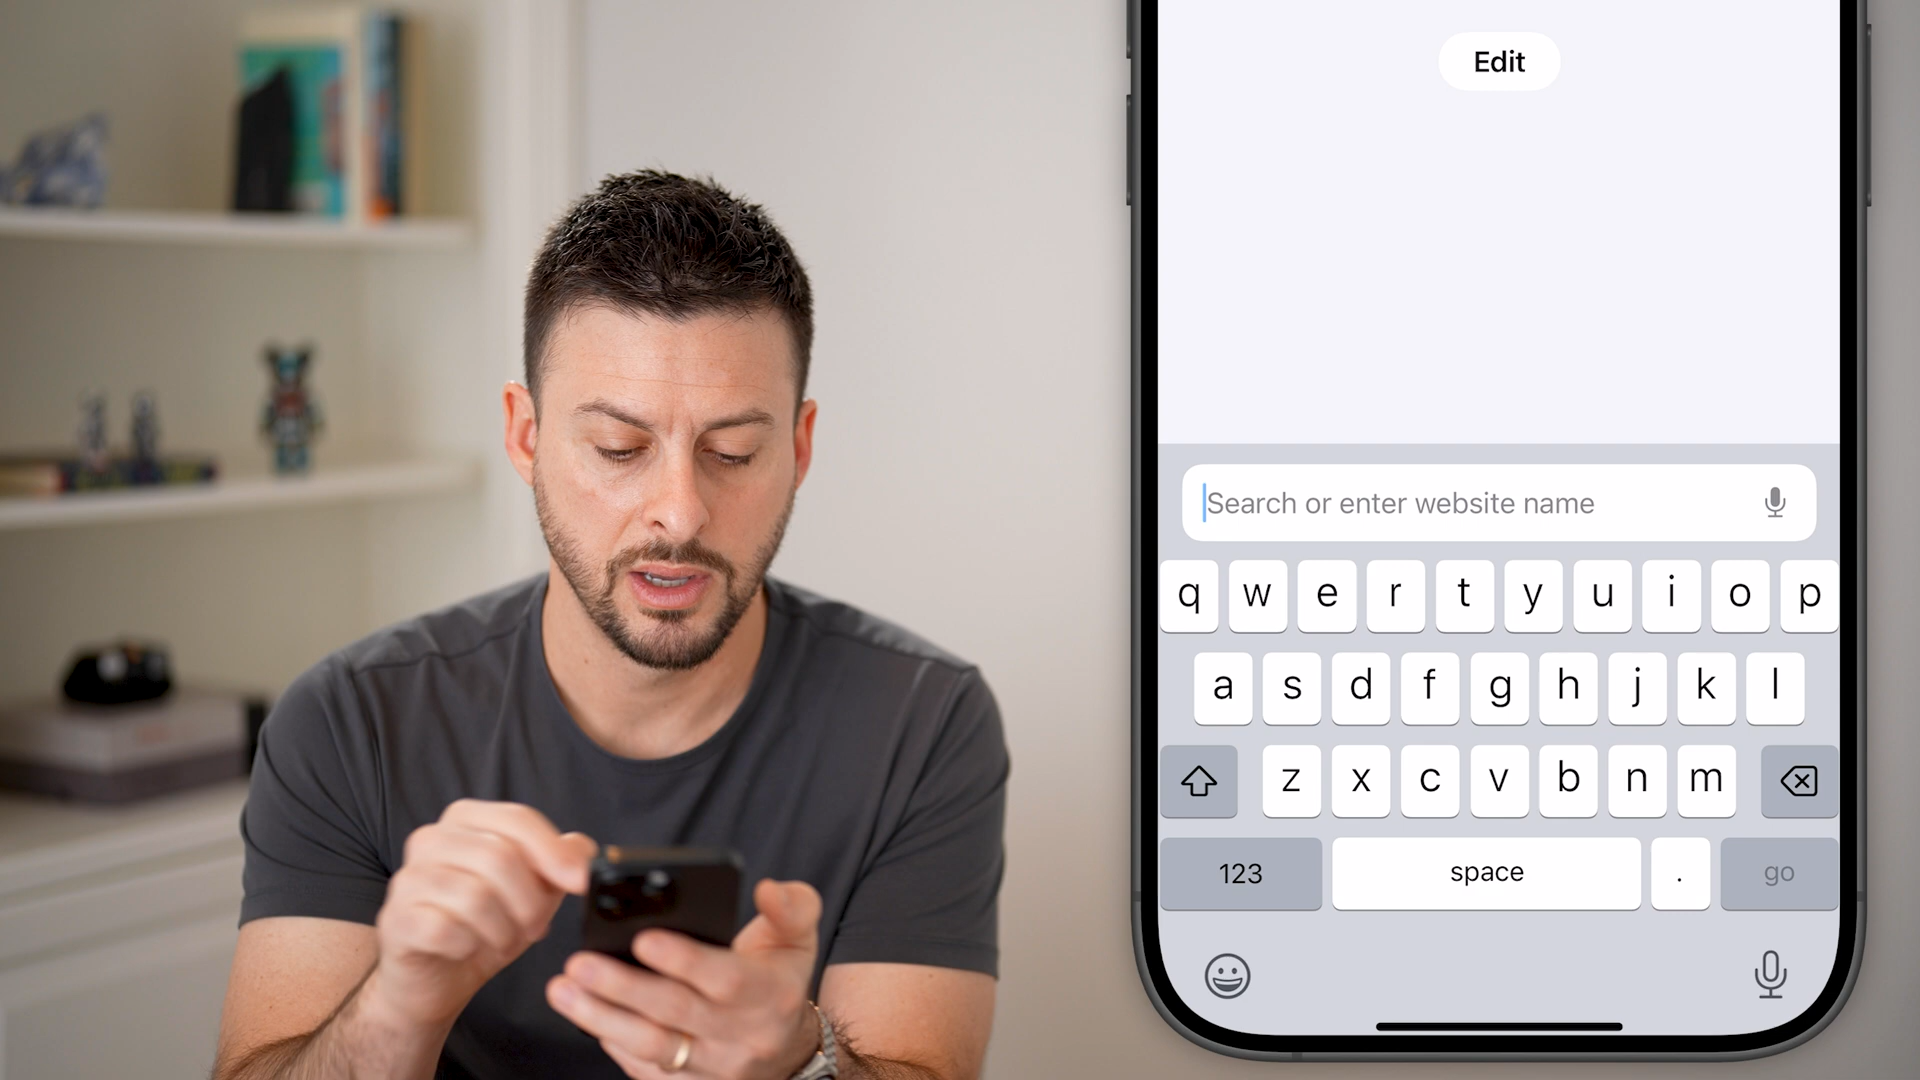 Edit
Search or enter website name
q w e r t y u i o p
a s d f g h j k l
z x c v b n m
123 space . go